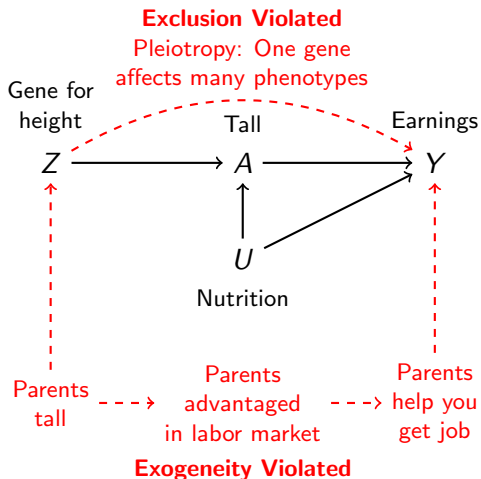 Exclusion Violated
Pleiotropy: One gene
affects many phenotypes
Gene for
height
Tall
Earnings
Z
A
Y
U
Nutrition
Parents
tall
Parents
advantaged
in labor market
Parents
help you
get job
Exogeneity Violated